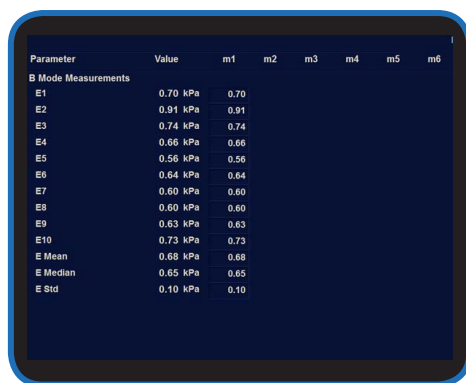 Parameter Value m1 m2 m3 m4 m5 m6
B Mode Measurements
E1 0.70 kPa 0.70
E2 0.91 kPa 0.91
E3 0.74 kPa 0.74
E4 0.66 kPa 0.66
E5 0.56 kPa 0.56
E6 0.64 kPa 0.64
E7 0.60 kPa 0.60
E8 0.60 kPa 0.60
E9 0.63 kPa 0.63
E10 0.73 kPa 0.73
E Mean 0.68 kPa 0.68
E Median 0.65 kPa 0.65
E Std 0.10 kPa 0.10